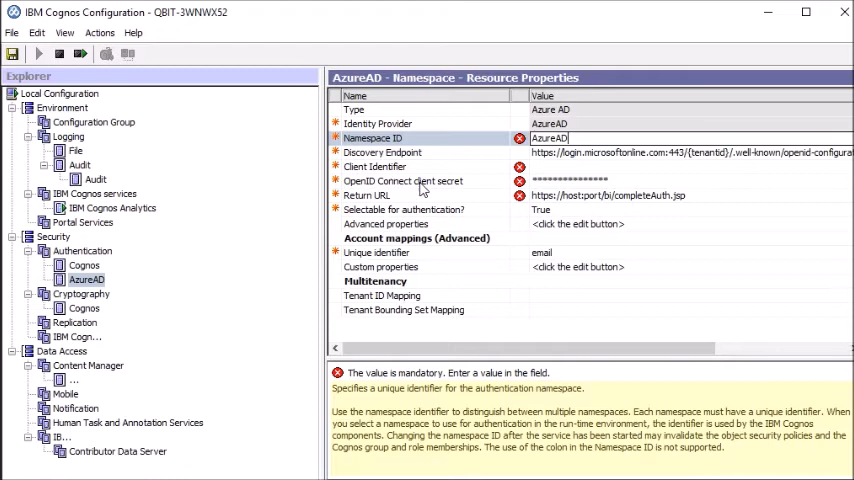 IBM Cognos Configuration - QBIT-3WNWX52
File Edit View Actions Help
Explorer
Local Configuration
Environment
Configuration Group
Logging
File
Audit
Audit
IBM Cognos services
IBM Cognos Analytics
Portal Services
Security
Authentication
Cognos
AzureAD
Cryptography
Cognos
Replication
IBM Cogn...
Data Access
Content Manager
...
Mobile
Notification
Human Task and Annotation Services
IB...
Contributor Data Server
AzureAD - Namespace - Resource Properties
Name Value
Type Azure AD
* Identity Provider AzureAD
* Namespace ID AzureAD
* Discovery Endpoint https://login.microsoftonline.com:443/{tenantid}/.well-known/openid-configurat
* Client Identifier
* OpenID Connect client secret ***************
* Return URL https://host:port/bi/completeAuth.jsp
* Selectable for authentication? True
Advanced properties <click the edit button>
Account mappings (Advanced)
* Unique identifier email
Custom properties <click the edit button>
Multitenancy
Tenant ID Mapping
Tenant Bounding Set Mapping
The value is mandatory. Enter a value in the field.
Specifies a unique identifier for the authentication namespace.
Use the namespace identifier to distinguish between multiple namespaces. Each namespace must have a unique identifier. When
you select a namespace to use for authentication in the run-time environment, the identifier is used by the IBM Cognos
components. Changing the namespace ID after the service has been started may invalidate the object security policies and the
Cognos group and role memberships. The use of the colon in the Namespace ID is not supported.